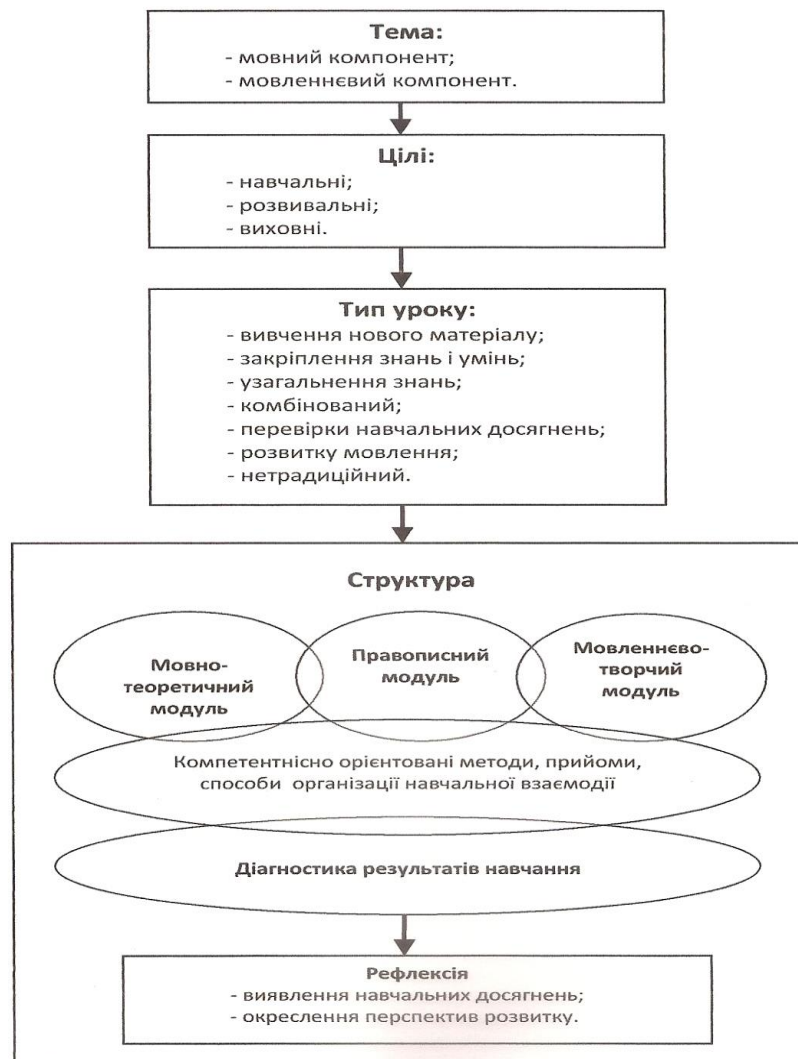 Тема:
- мовний компонент;
- мовленнєвий компонент.
Цілі:
- навчальні;
- розвивальні;
- виховні.
Тип уроку:
- вивчення нового матеріалу;
- закріплення знань і умінь;
- узагальнення знань;
- комбінований;
- перевірки навчальних досягнень;
- розвитку мовлення;
- нетрадиційний.
Структура
Мовно-
теоретичний
модуль
Правописний
модуль
Мовленнєво-
творчий
модуль
Компетентнісно орієнтовані методи, прийоми,
способи організації навчальної взаємодії
Діагностика результатів навчання
Рефлексія
- виявлення навчальних досягнень;
- окреслення перспектив розвитку.